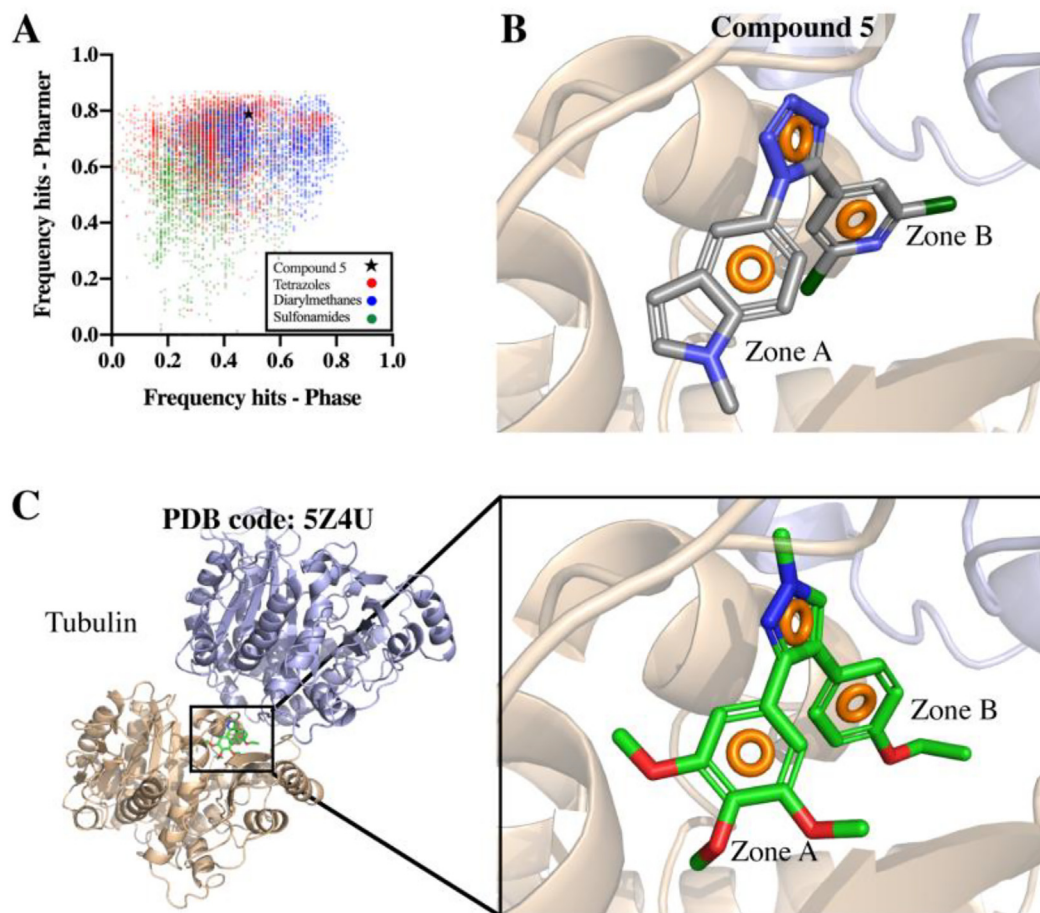 A
Frequency hits - Pharmer
1.0
0.8
0.6
0.4
0.2
0.0
0.0 0.2 0.4 0.6 0.8 1.0
Frequency hits - Phase
Compound 5
Tetrazoles
Diarylmethanes
Sulfonamides
B
Compound 5
Zone B
Zone A
C
PDB code: 5Z4U
Tubulin
Zone B
Zone A